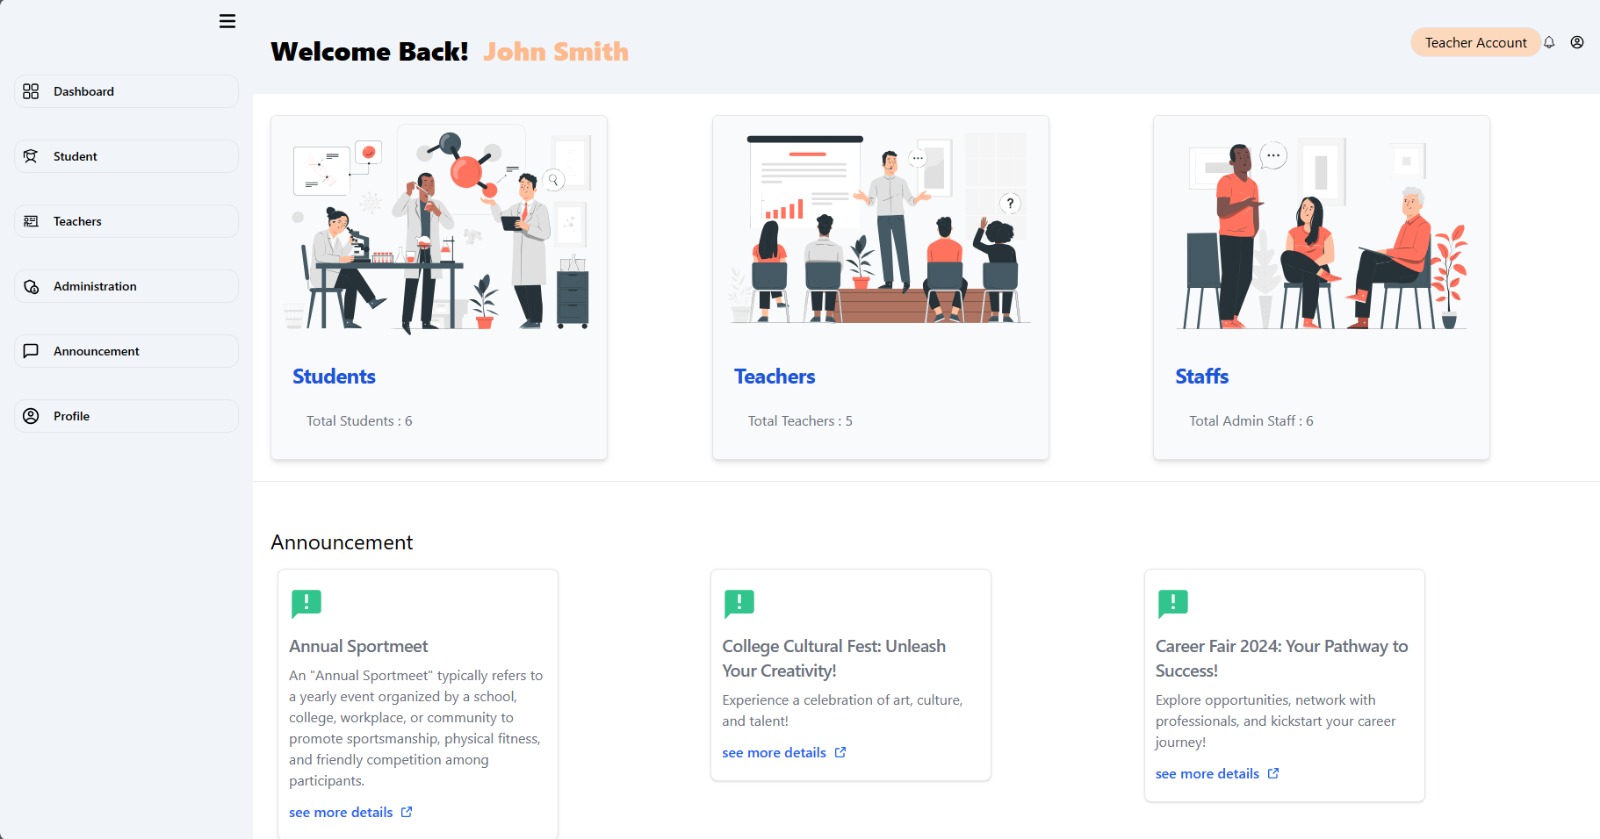 Welcome Back! John Smith
Teacher Account
Dashboard
Student
Teachers
Administration
Announcement
Profile
?
Students
Total Students : 6
Teachers
Total Teachers : 5
Staffs
Total Admin Staff : 6
Announcement
Annual Sportmeet
An "Annual Sportmeet" typically refers to
a yearly event organized by a school,
college, workplace, or community to
promote sportsmanship, physical fitness,
and friendly competition among
participants.
see more details
College Cultural Fest: Unleash
Your Creativity!
Experience a celebration of art, culture,
and talent!
see more details
Career Fair 2024: Your Pathway to
Success!
Explore opportunities, network with
professionals, and kickstart your career
journey!
see more details